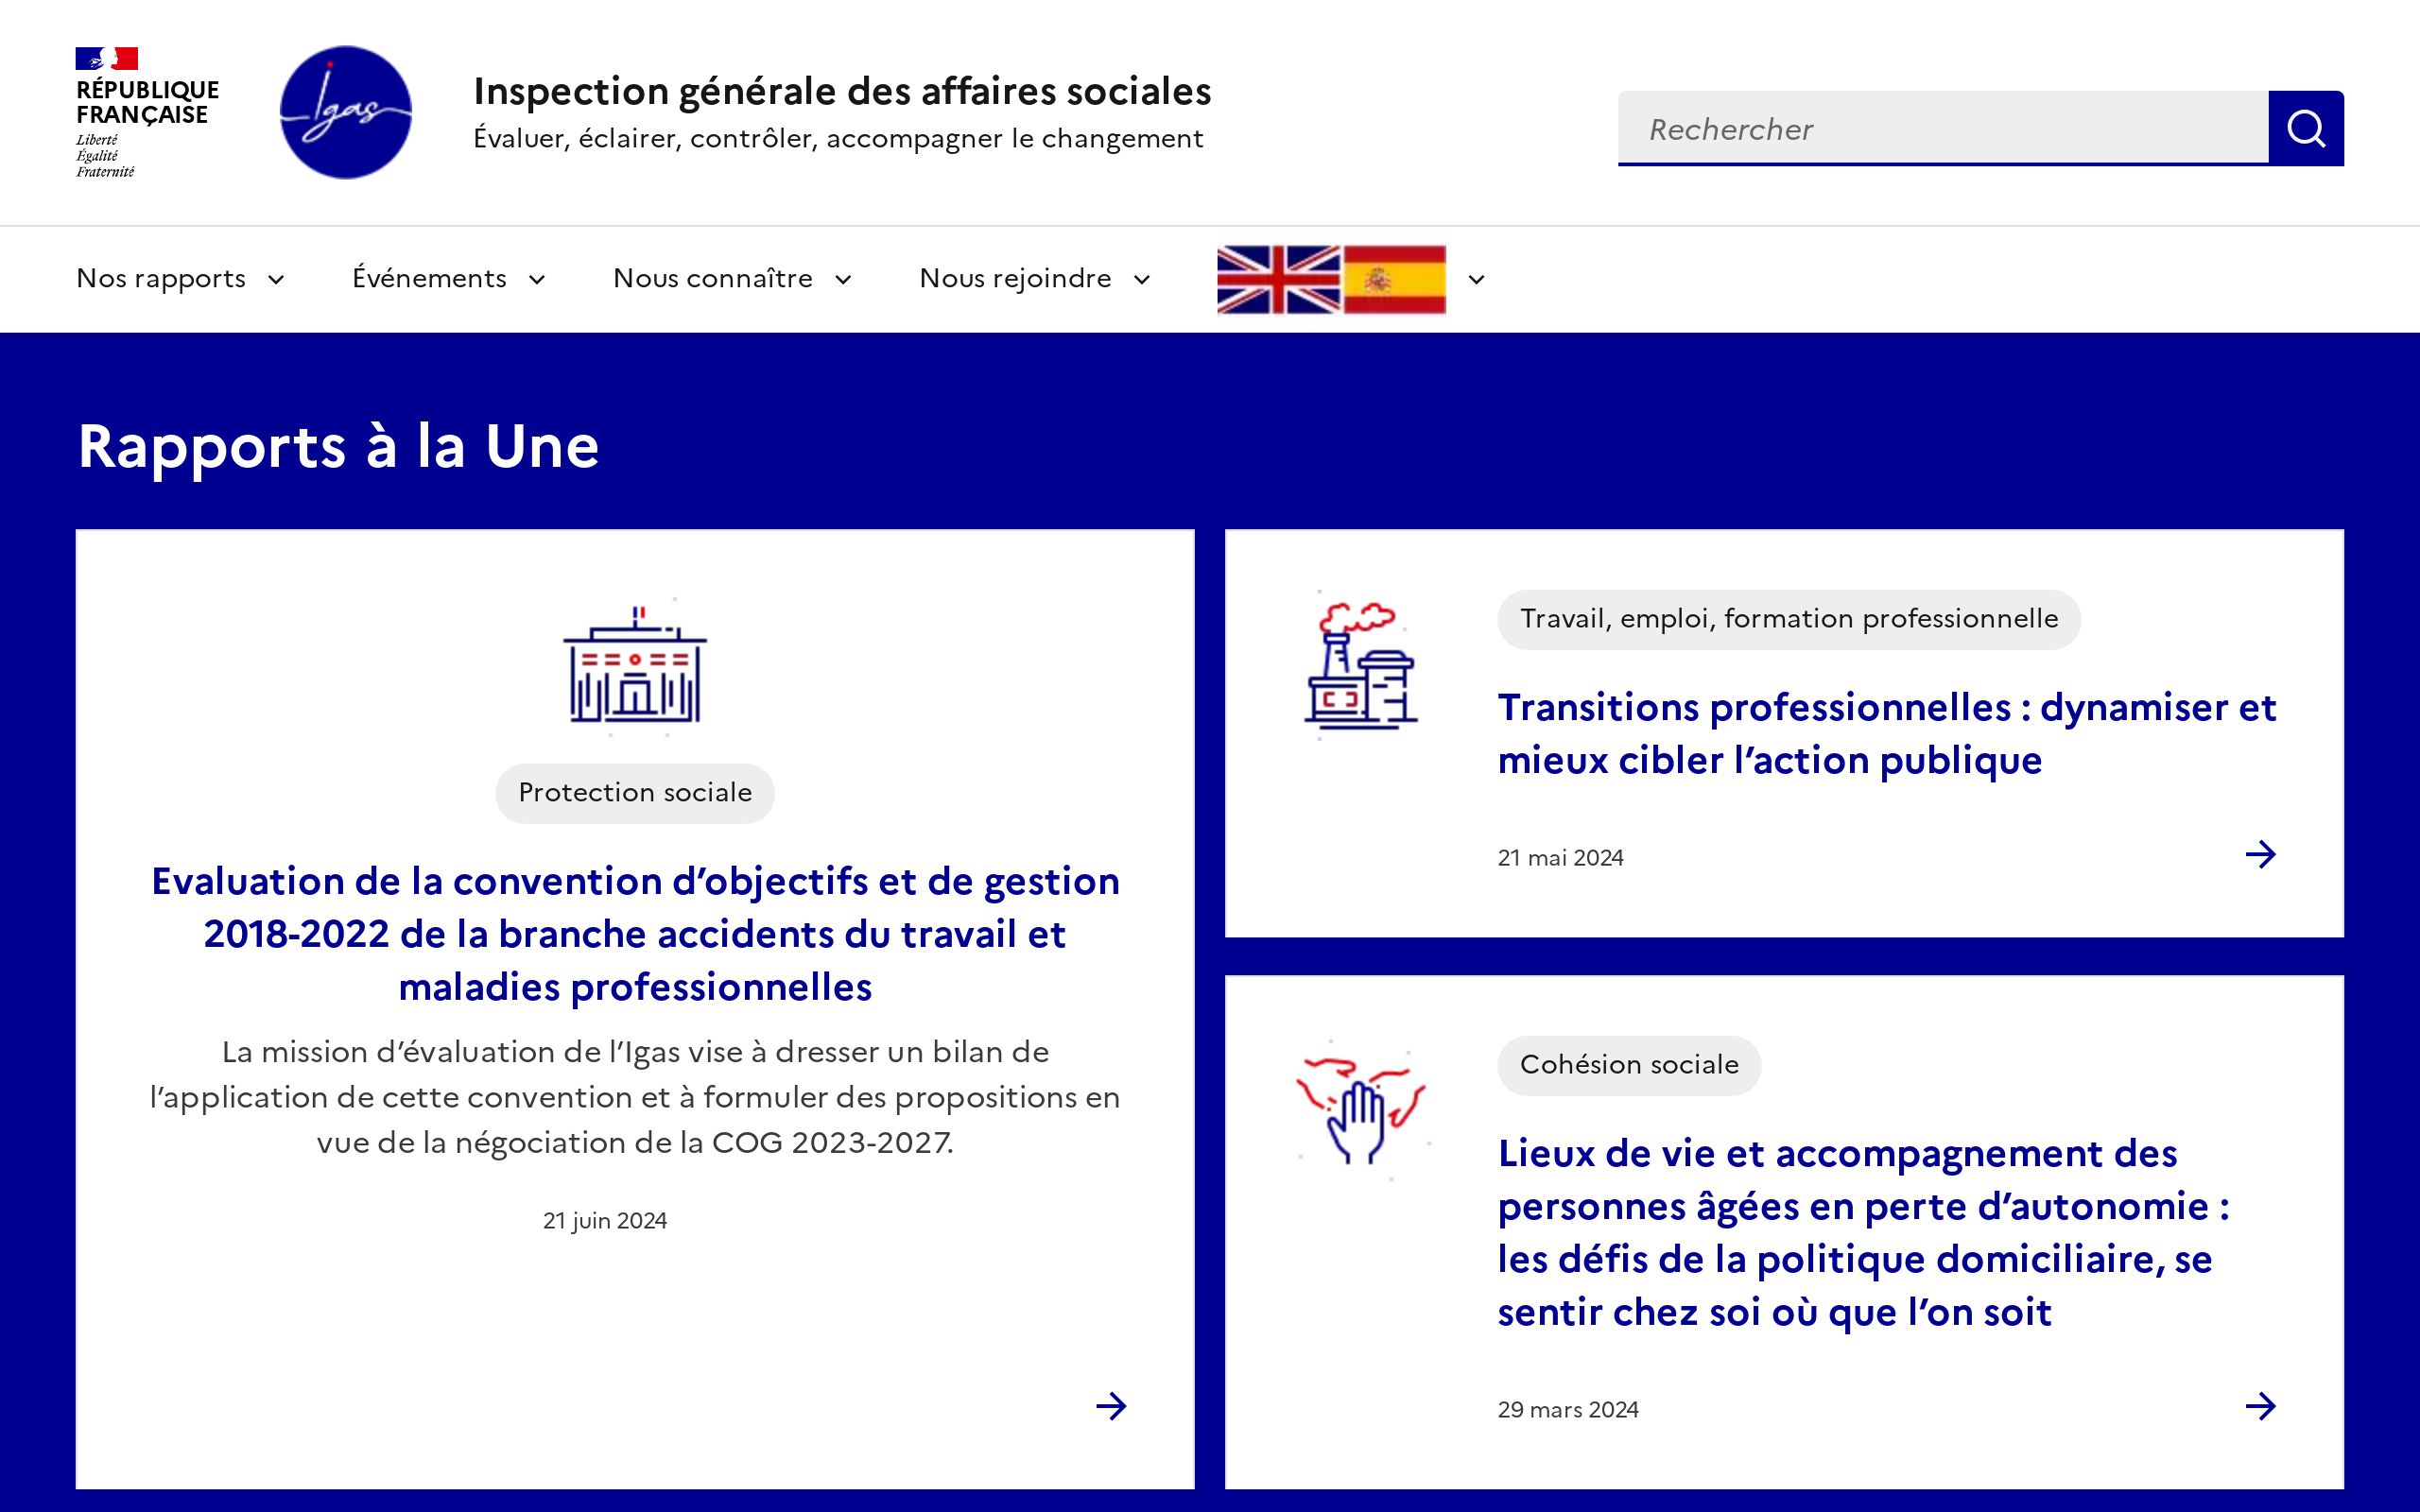 RÉPUBLIQUE
FRANÇAISE
Liberté
Égalité
Fraternité
Igas
Inspection générale des affaires sociales
Évaluer, éclairer, contrôler, accompagner le changement
Rechercher
Nos rapports
Événements
Nous connaître
Nous rejoindre
Rapports à la Une
Protection sociale
Evaluation de la convention d’objectifs et de gestion
2018-2022 de la branche accidents du travail et
maladies professionnelles
La mission d’évaluation de l’Igas vise à dresser un bilan de
l’application de cette convention et à formuler des propositions en
vue de la négociation de la COG 2023-2027.
21 juin 2024
Travail, emploi, formation professionnelle
Transitions professionnelles : dynamiser et
mieux cibler l’action publique
21 mai 2024
Cohésion sociale
Lieux de vie et accompagnement des
personnes âgées en perte d’autonomie :
les défis de la politique domiciliaire, se
sentir chez soi où que l’on soit
29 mars 2024